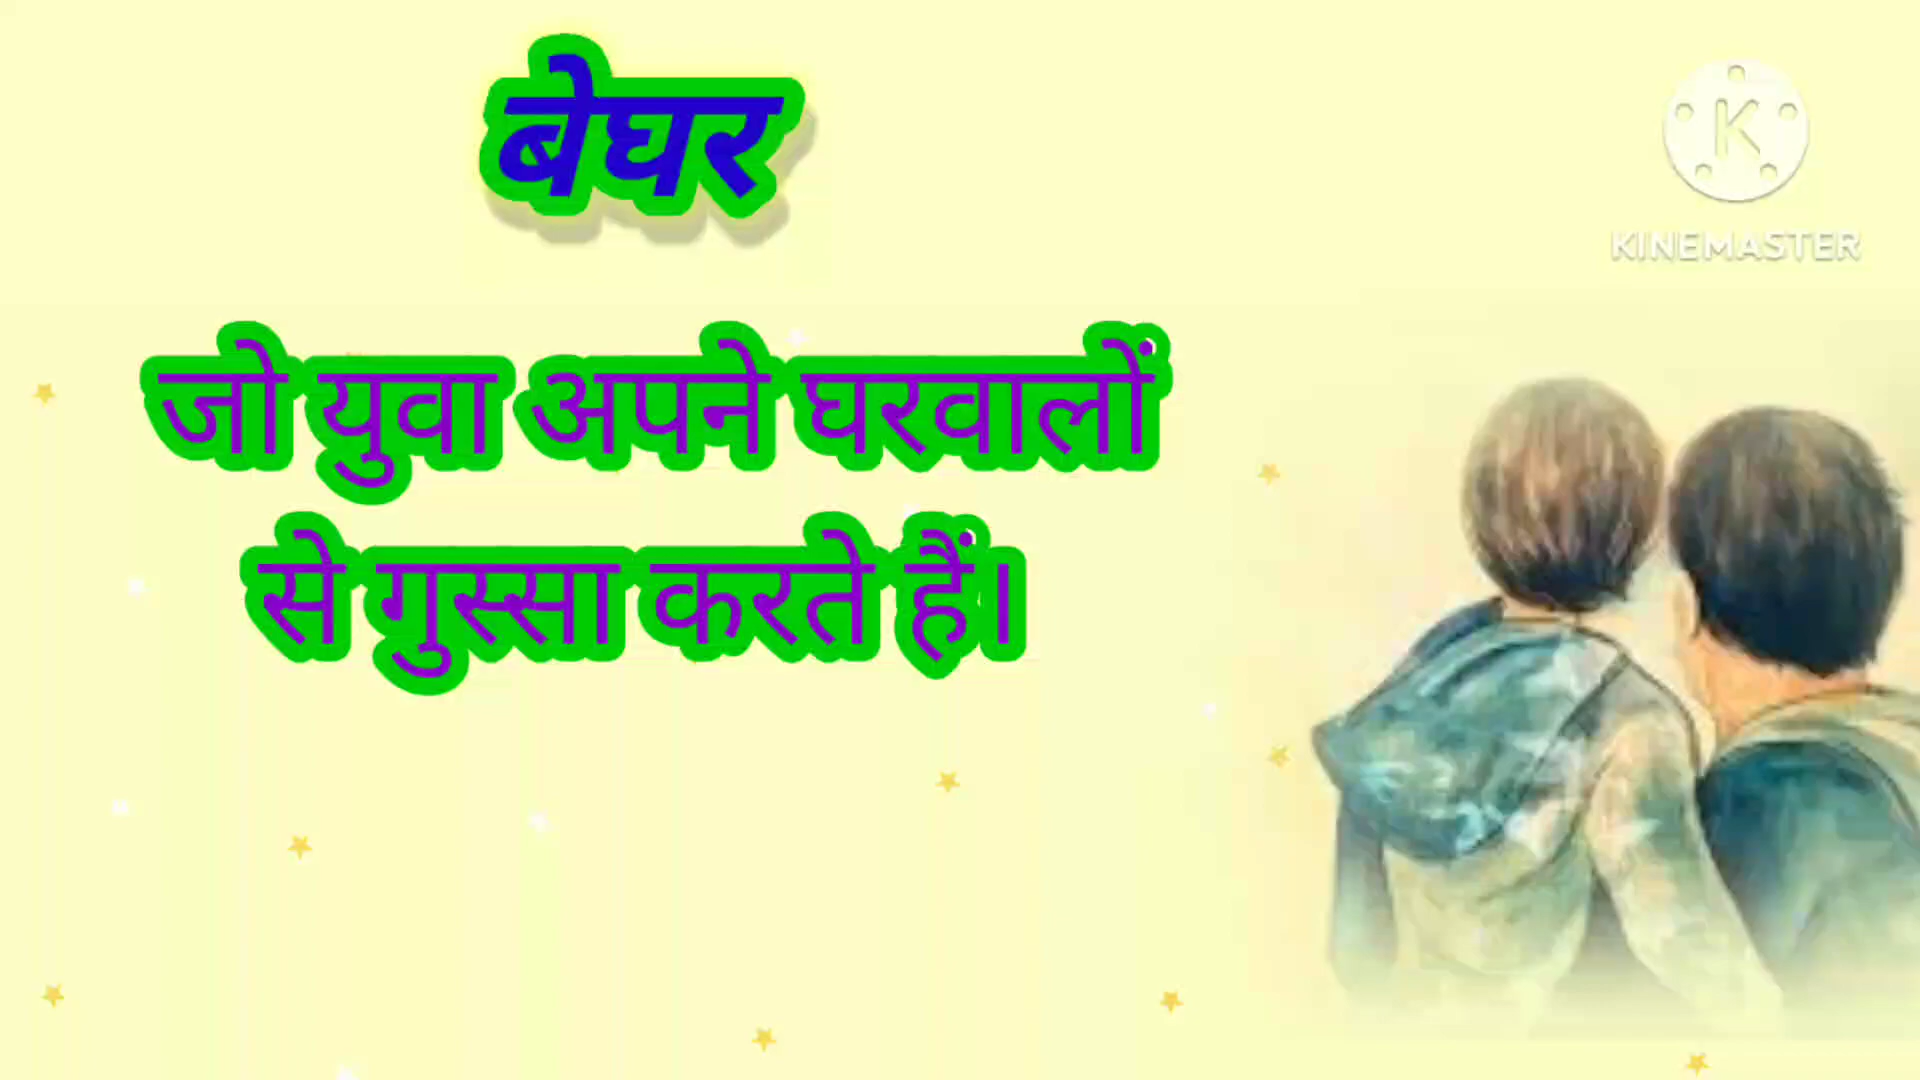 बेघर
KINEMASTER
जो युवा अपने घरवालों
से गुस्सा करते हैं।